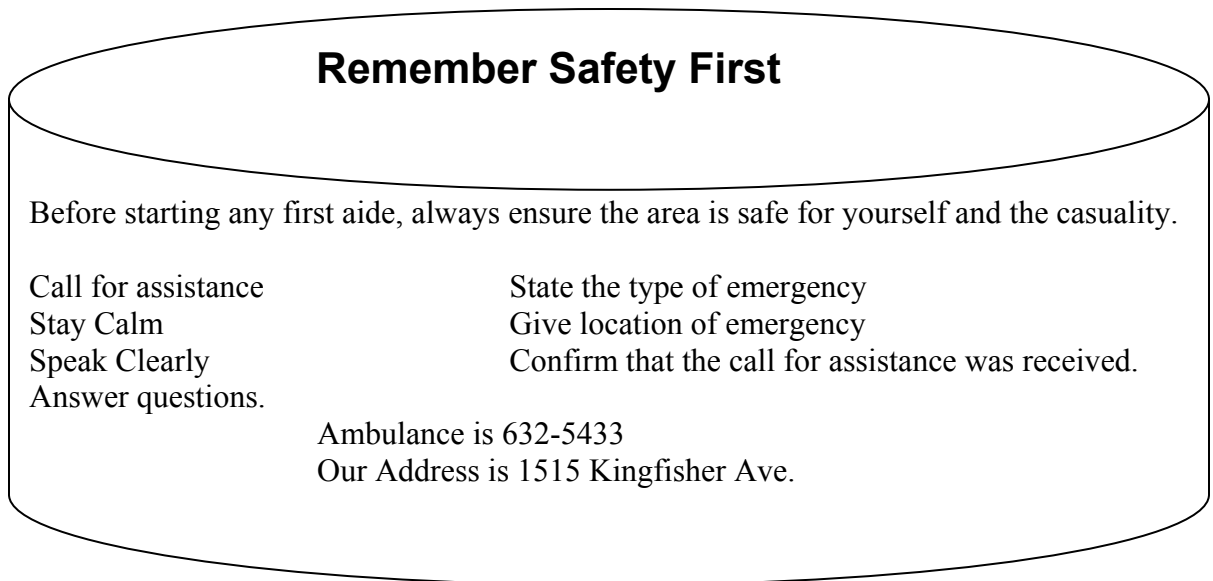 Remember Safety First
Before starting any first aide, always ensure the area is safe for yourself and the casuality.
Call for assistance State the type of emergency
Stay Calm Give location of emergency
Speak Clearly Confirm that the call for assistance was received.
Answer questions.
Ambulance is 632-5433
Our Address is 1515 Kingfisher Ave.